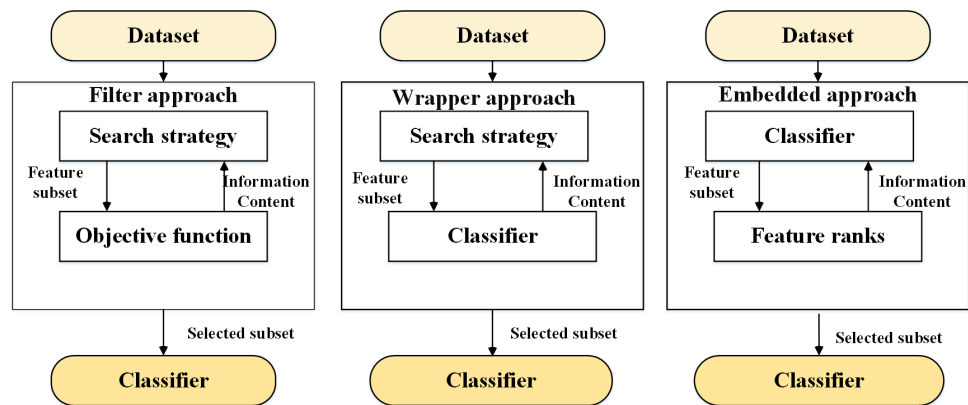 Dataset
Filter approach
Search strategy
Feature
subset
Information
Content
Objective function
Selected subset
Classifier
Dataset
Wrapper approach
Search strategy
Feature
subset
Information
Content
Classifier
Selected subset
Classifier
Dataset
Embedded approach
Classifier
Feature
subset
Information
Content
Feature ranks
Selected subset
Classifier